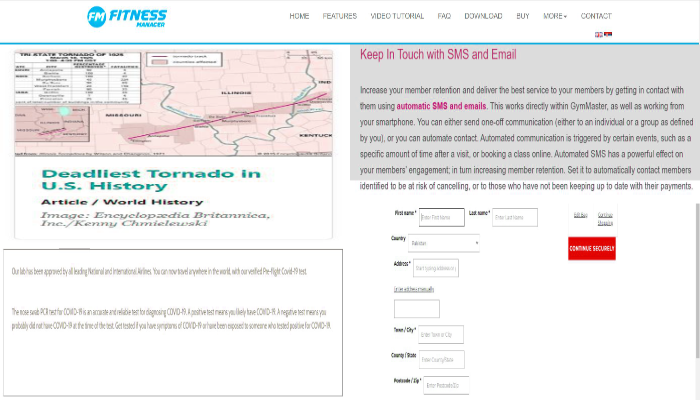 FM FITNESS
MANAGER
HOME FEATURES VIDEO TUTORIAL FAQ DOWNLOAD BUY MORE CONTACT
TRI STATE TORNADO OF 1925
tornado track
counties affected
ILLINOIS
MISSOURI
KENTUCKY
Deadliest Tornado in
U.S. History
Article / World History
Image: Encyclopædia Britannica,
Inc./Kenny Chmielewski
Keep In Touch with SMS and Email
Increase your member retention and deliver the best service to your members by getting in contact with
them using automatic SMS and emails. This works directly within GymMaster, as well as working from
your smartphone. You can either send one-off communication (either to an individual or a group as defined
by you), or you can automate contact. Automated communication is triggered by certain events, such as a
specific amount of time after a visit, or booking a class online. Automated SMS has a powerful effect on
your members' engagement; in turn increasing member retention. Set it to automatically contact members
identified to be at risk of cancelling, or to those who have not been keeping up to date with their payments.
Our lab has been approved by all leading National and International Airlines. You can now travel anywhere in the world, with our verified Pre-flight Covid-19 test.
The nose swab PCR test for COVID-19 is an accurate and reliable test for diagnosing COVID-19. A positive test means you likely have COVID-19. A negative test means you
probably did not have COVID-19 at the time of the test. Get tested if you have symptoms of COVID-19 or have been exposed to someone who tested positive for COVID-19.
First name * Enter First Name Last name * Enter Last Name
Country Pakistan
Address * Start typing address or p
Enter address manually
Town / City * Enter Town or City
County / State Enter County/State
Postcode / Zip * Enter Postcode/Zip
Edit Bag Continue
Shopping
CONTINUE SECURELY